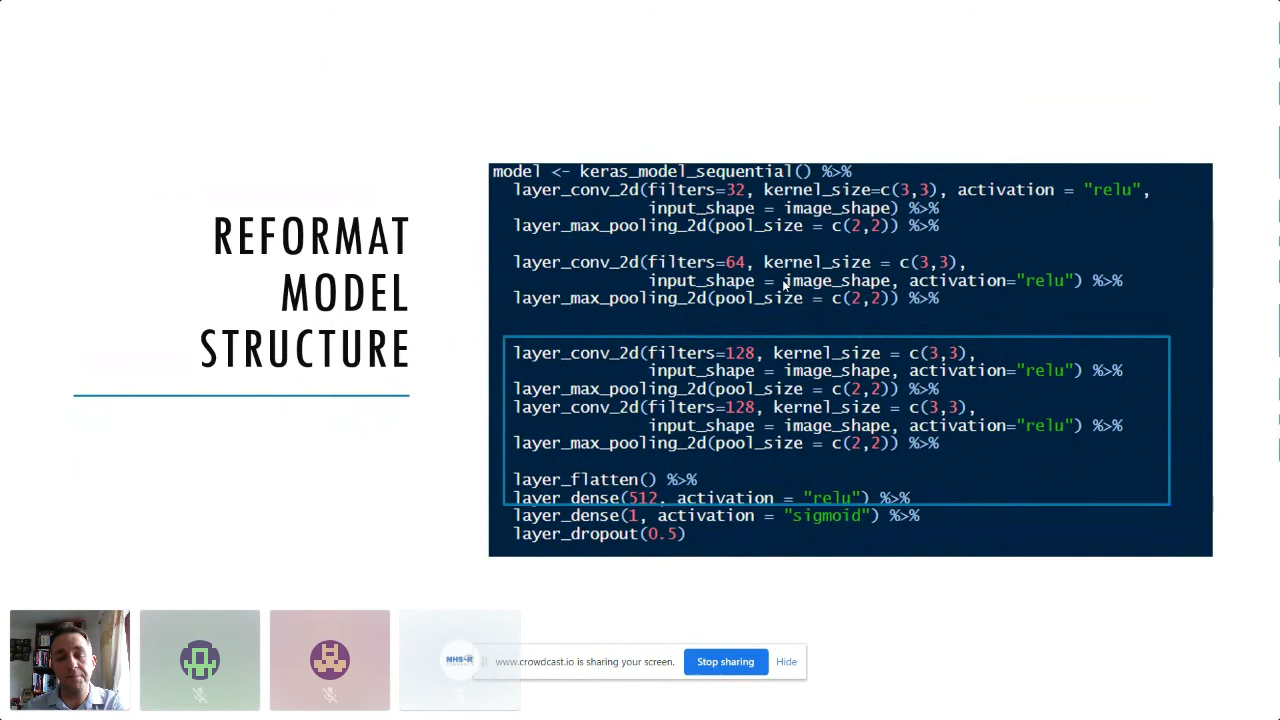 REFORMAT
MODEL
STRUCTURE
model <- keras_model_sequential() %>%
layer_conv_2d(filters=32, kernel_size=c(3,3), activation = "relu",
input_shape = image_shape) %>%
layer_max_pooling_2d(pool_size = c(2,2)) %>%
layer_conv_2d(filters=64, kernel_size = c(3,3),
input_shape = image_shape, activation="relu") %>%
layer_max_pooling_2d(pool_size = c(2,2)) %>%
layer_conv_2d(filters=128, kernel_size = c(3,3),
input_shape = image_shape, activation="relu") %>%
layer_max_pooling_2d(pool_size = c(2,2)) %>%
layer_conv_2d(filters=128, kernel_size = c(3,3),
input_shape = image_shape, activation="relu") %>%
layer_max_pooling_2d(pool_size = c(2,2)) %>%
layer_flatten() %>%
layer_dense(512, activation = "relu") %>%
layer_dense(1, activation = "sigmoid") %>%
layer_dropout(0.5)
NHS-R
www.crowdcast.io is sharing your screen.
Stop sharing
Hide